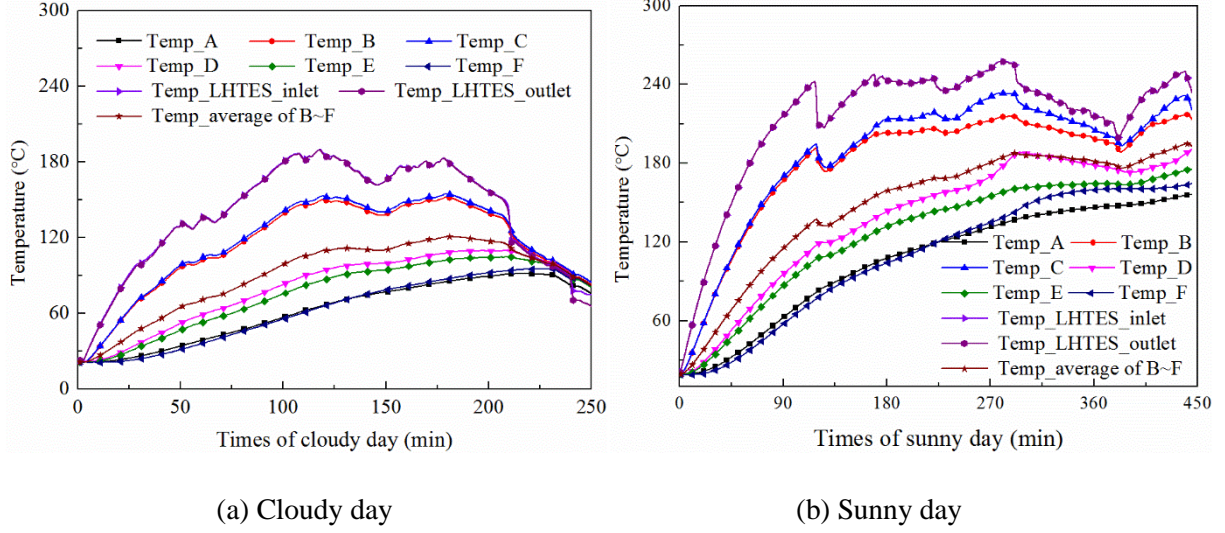 300
240
180
120
60
0
Temperature (°C)
Temp_A Temp_B Temp_C
Temp_D Temp_E Temp_F
Temp_LHTES_inlet Temp_LHTES_outlet
Temp_average of B~F
0 50 100 150 200 250
Times of cloudy day (min)
(a) Cloudy day
300
240
180
120
60
Temperature (°C)
Temp_A Temp_B
Temp_C Temp_D
Temp_E Temp_F
Temp_LHTES_inlet
Temp_LHTES_outlet
Temp_average of B~F
0 90 180 270 360 450
Times of sunny day (min)
(b) Sunny day